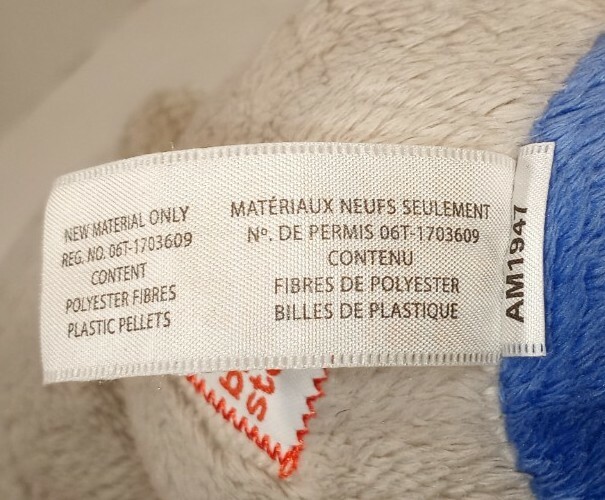 NEW MATERIAL ONLY
REG. NO. 06T-1703609
CONTENT
POLYESTER FIBRES
PLASTIC PELLETS
MATÉRIAUX NEUFS SEULEMENT
Nº. DE PERMIS 06T-1703609
CONTENU
FIBRES DE POLYESTER
BILLES DE PLASTIQUE
AM1947